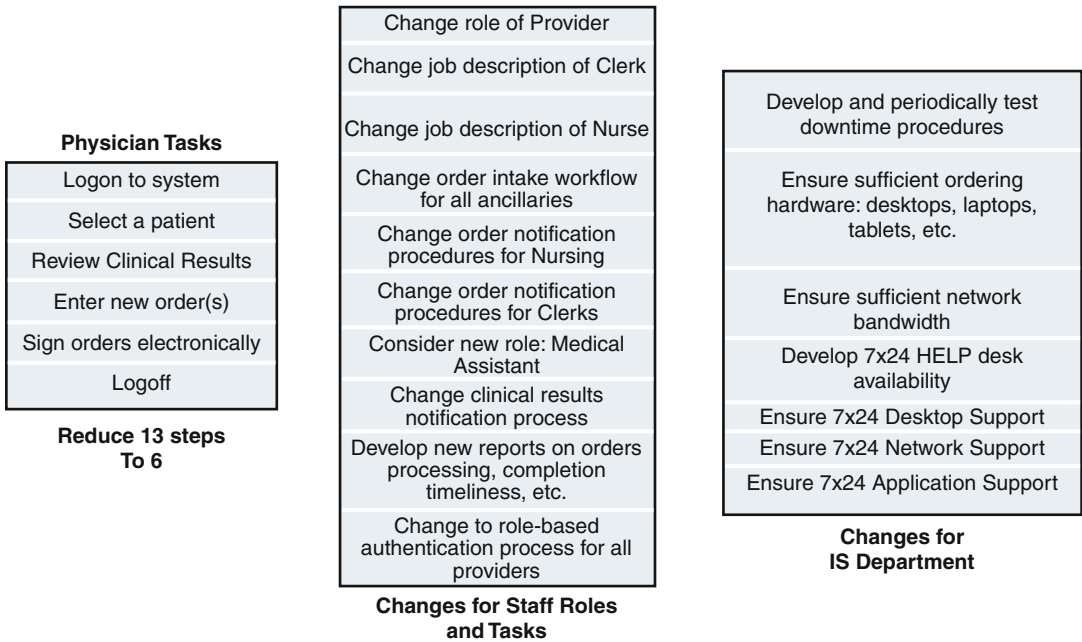 Physician Tasks
Logon to system
Select a patient
Review Clinical Results
Enter new order(s)
Sign orders electronically
Logoff
Reduce 13 steps
To 6
Change role of Provider
Change job description of Clerk
Change job description of Nurse
Change order intake workflow
for all ancillaries
Change order notification
procedures for Nursing
Change order notification
procedures for Clerks
Consider new role: Medical
Assistant
Change clinical results
notification process
Develop new reports on orders
processing, completion
timeliness, etc.
Change to role-based
authentication process for all
providers
Changes for Staff Roles
and Tasks
Develop and periodically test
downtime procedures
Ensure sufficient ordering
hardware: desktops, laptops,
tablets, etc.
Ensure sufficient network
bandwidth
Develop 7x24 HELP desk
availability
Ensure 7x24 Desktop Support
Ensure 7x24 Network Support
Ensure 7x24 Application Support
Changes for
IS Department